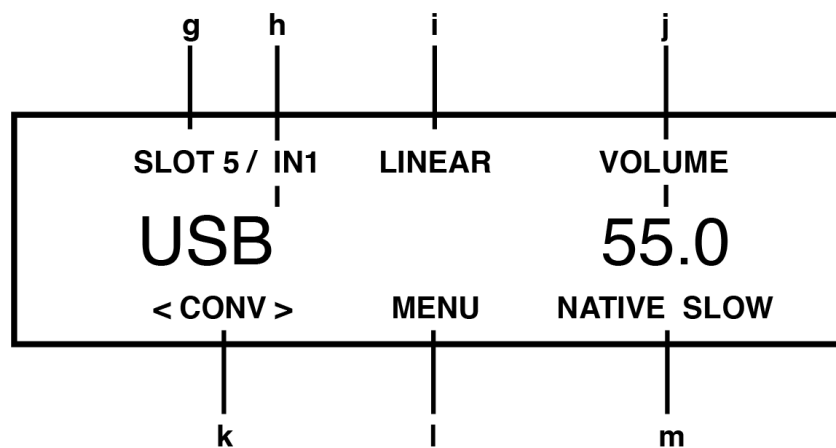 g h i j
SLOT 5 / IN1 LINEAR VOLUME
USB 55.0
< CONV > MENU NATIVE SLOW
k l m